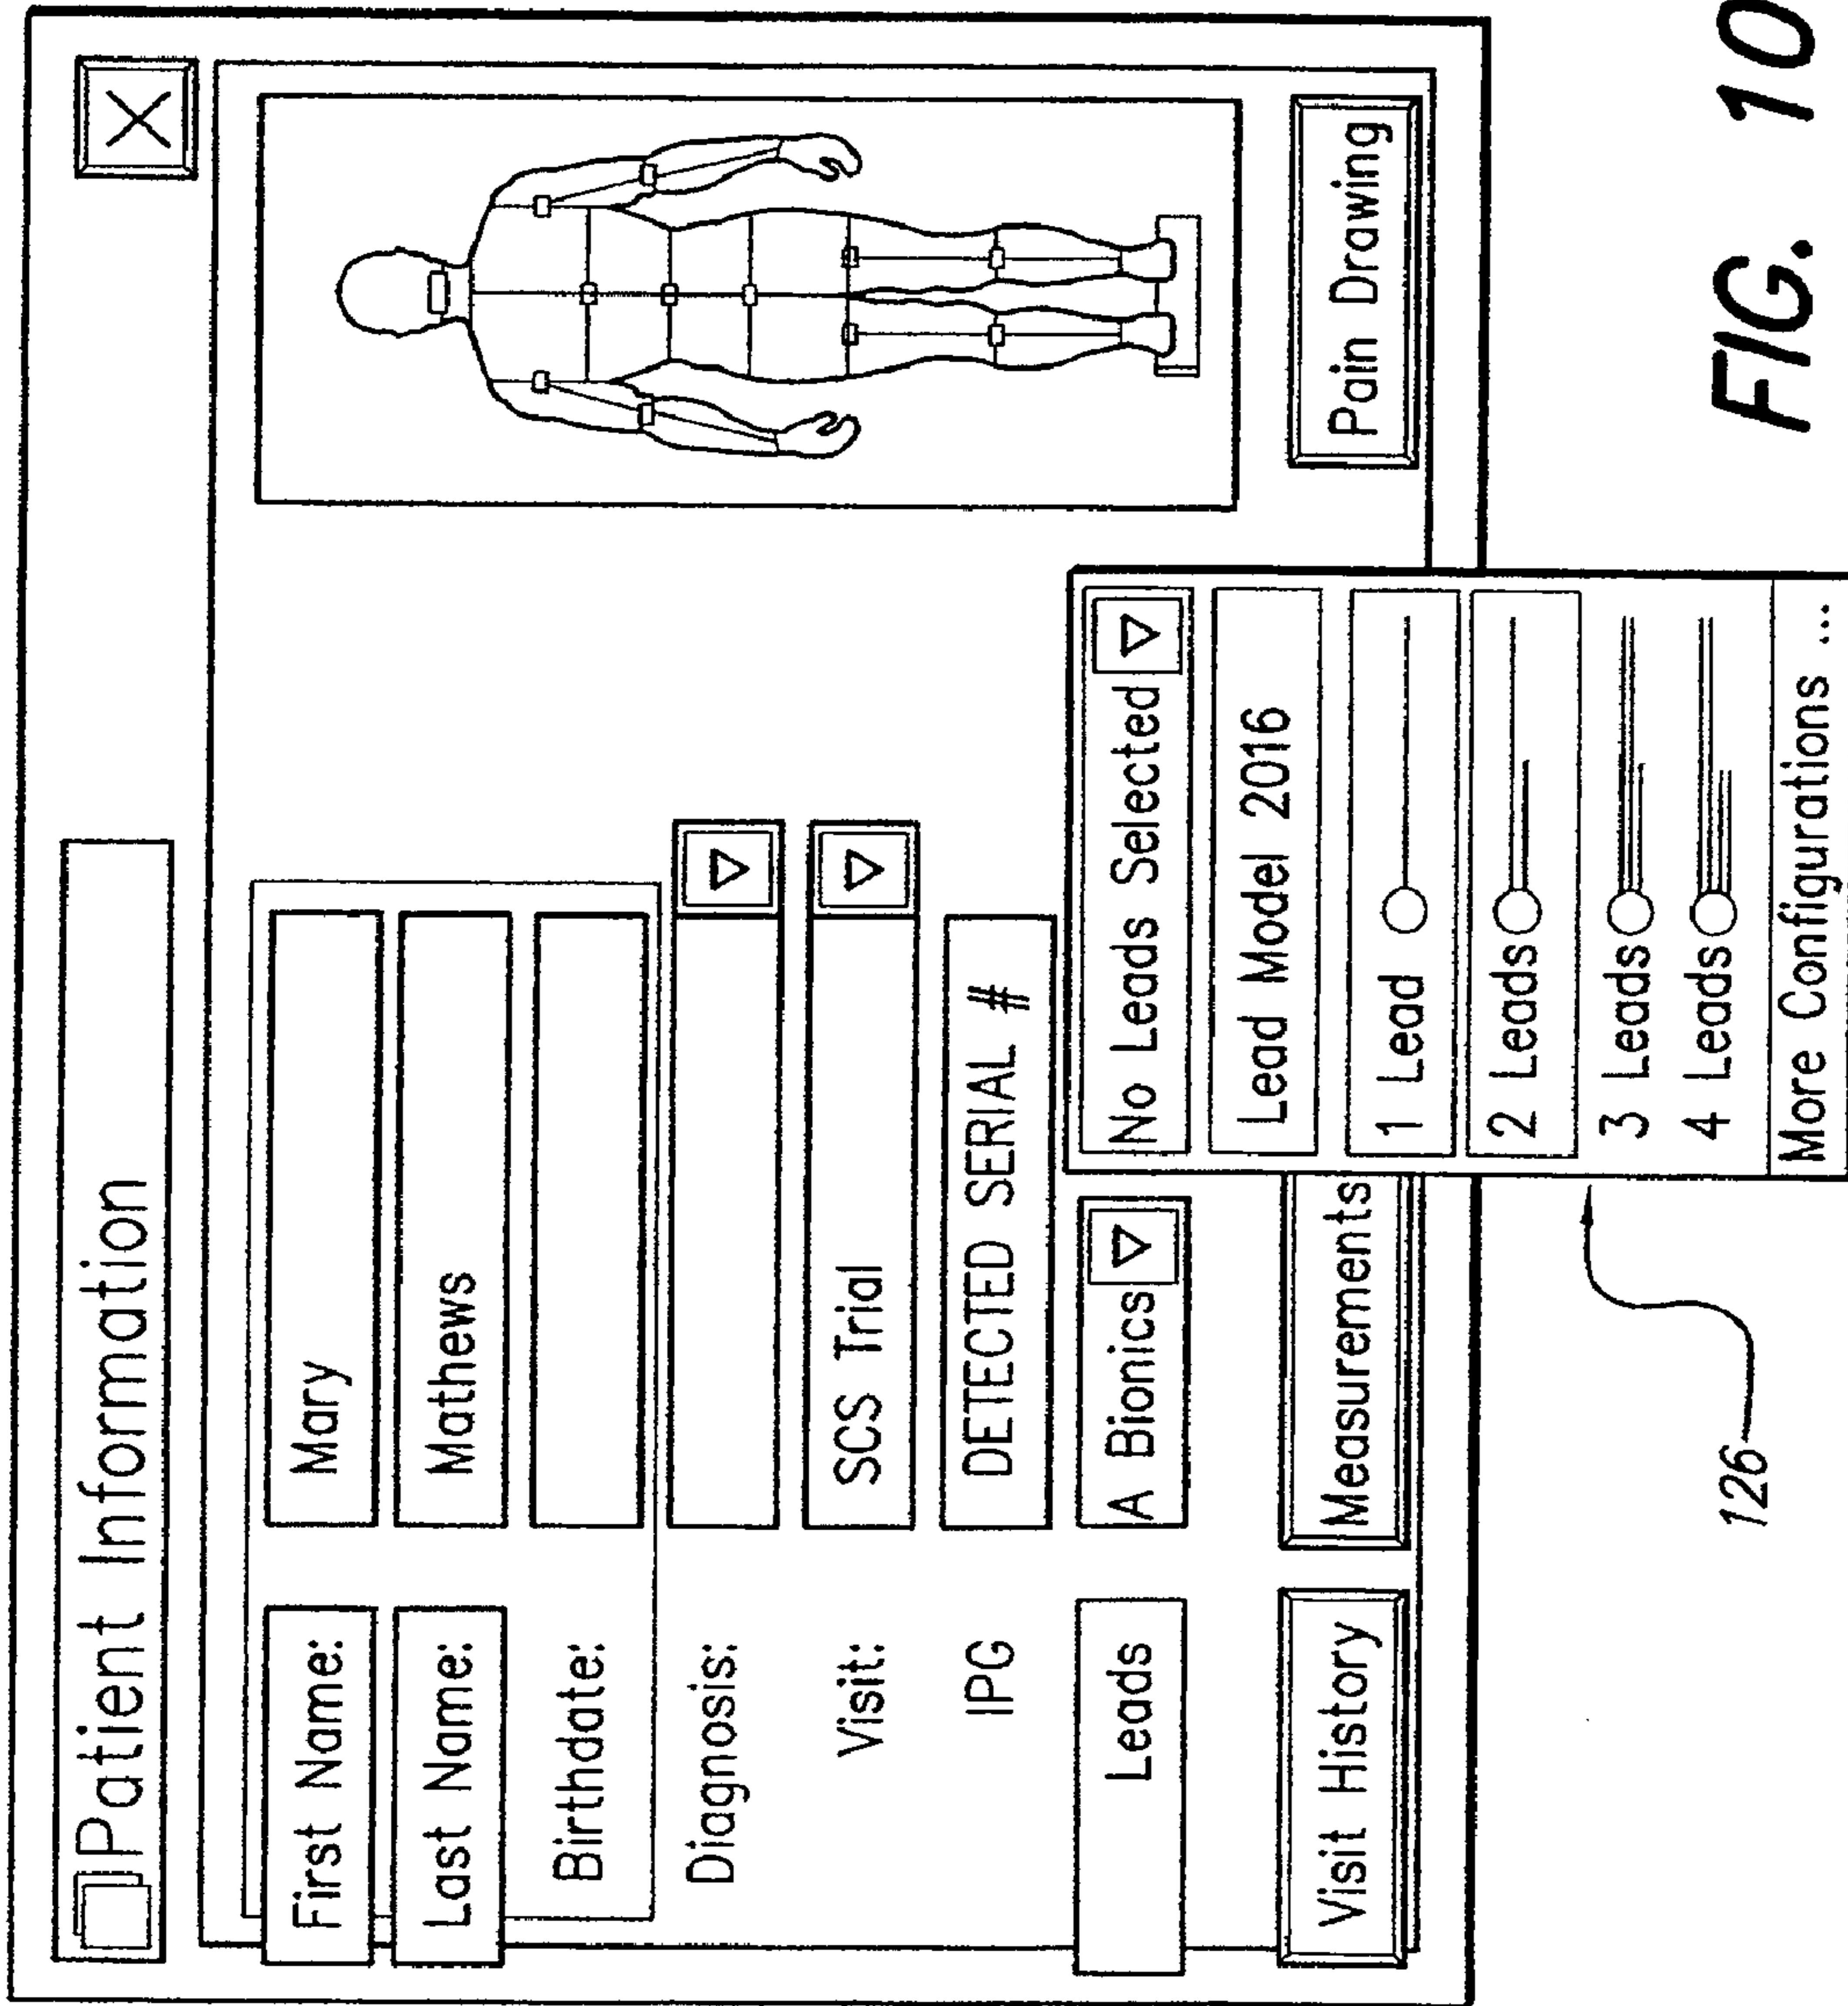 Patient Information
X
First Name: Mary
Last Name: Mathews
Birthdate:
Diagnosis:
Visit: SCS Trial
IPG DETECTED SERIAL #
Leads A Bionics No Leads Selected
Lead Model 2016
1 Lead
2 Leads
3 Leads
4 Leads
More Configurations ...
Visit History Measurements Pain Drawing
126
FIG. 10